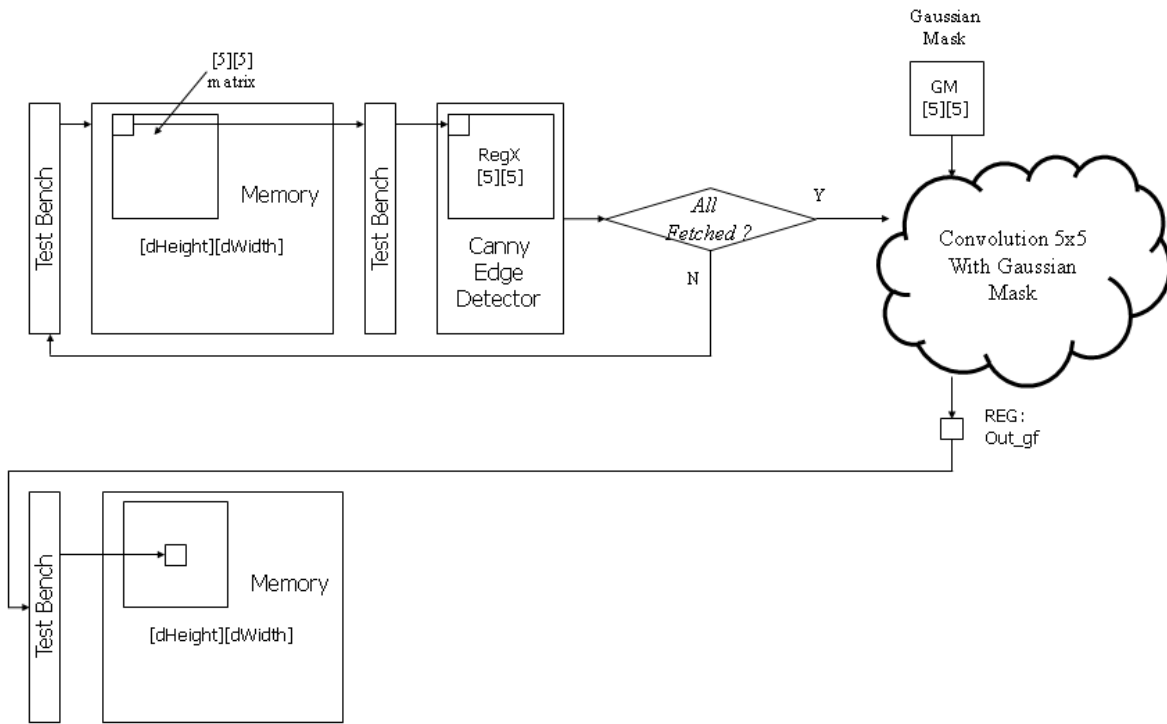 Gaussian
Mask
[5][5]
matrix
GM
[5][5]
Test Bench
Memory
[dHeight][dWidth]
Test Bench
RegX
[5][5]
Canny
Edge
Detector
All
Fetched ?
Y
N
Convolution 5x5
With Gaussian
Mask
REG:
Out_gf
Test Bench
Memory
[dHeight][dWidth]